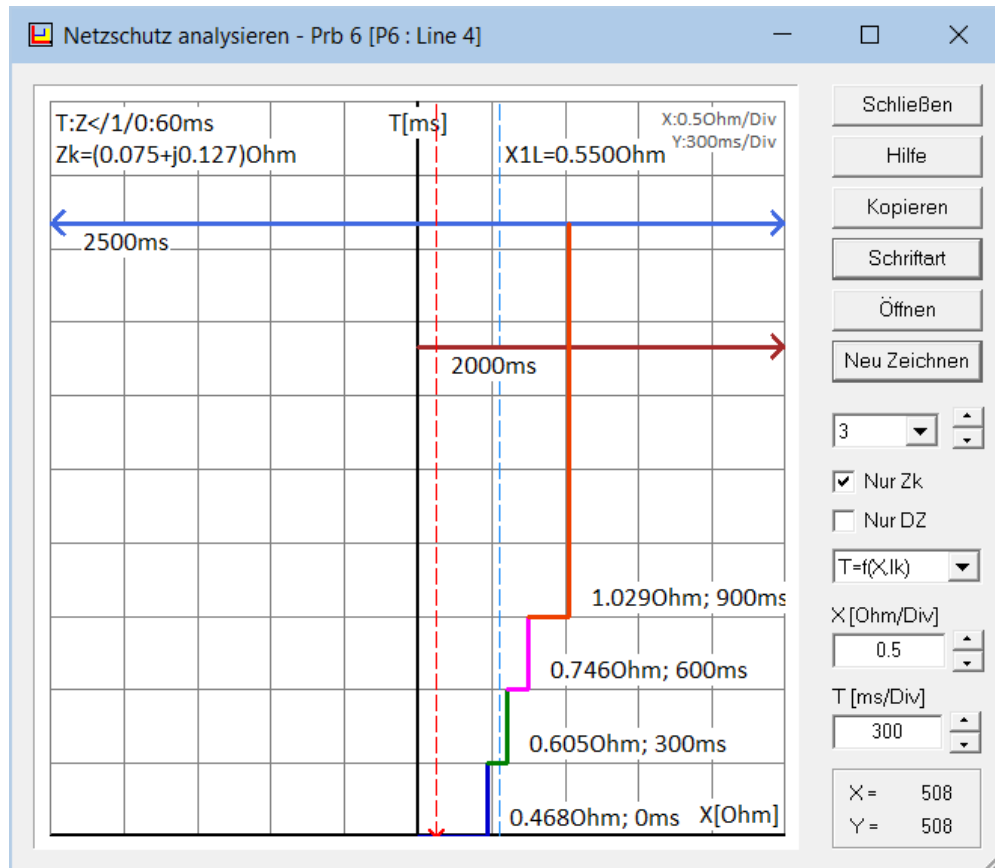 Netzschutz analysieren - Prb 6 [P6 : Line 4]
T:Z</1/0:60ms
T[ms]
X:0.5Ohm/Div
Y:300ms/Div
Zk=(0.075+j0.127)Ohm
X1L=0.550Ohm
2500ms
2000ms
1.029Ohm; 900ms
0.746Ohm; 600ms
0.605Ohm; 300ms
0.468Ohm; 0ms
X[Ohm]
Schließen
Hilfe
Kopieren
Schriftart
Öffnen
Neu Zeichnen
3
Nur Zk
Nur DZ
T=f(X,Ik)
X [Ohm/Div]
0.5
T [ms/Div]
300
X = 508
Y = 508